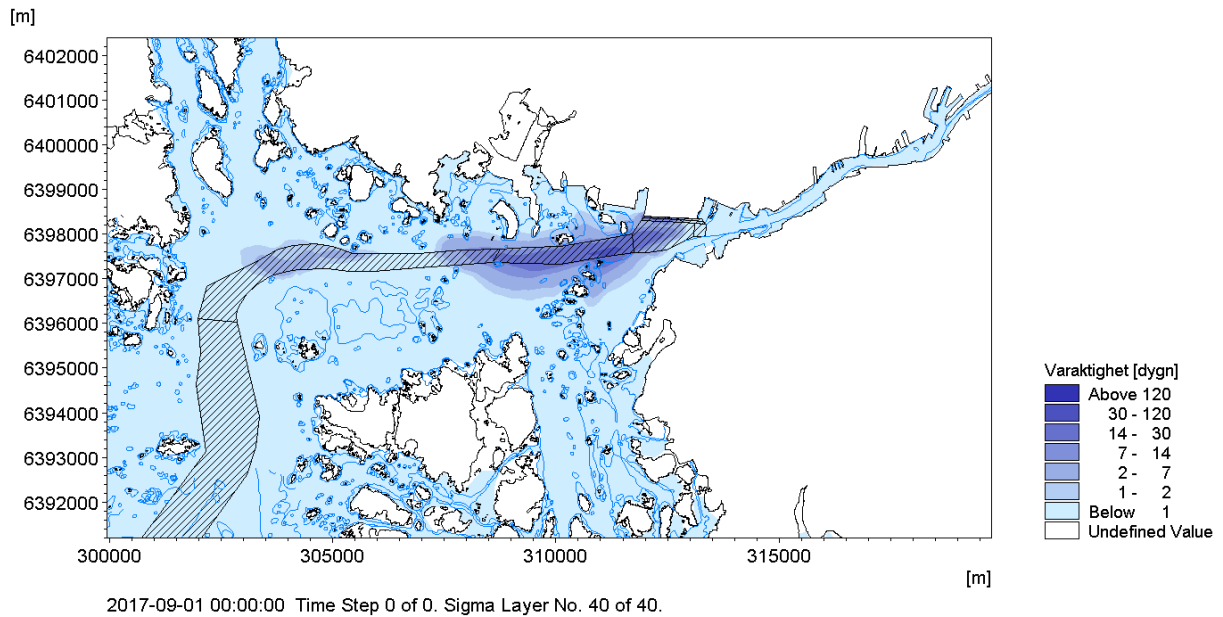 [m]
6402000
6401000
6400000
6399000
6398000
6397000
6396000
6395000
6394000
6393000
6392000
300000 305000 310000 315000
[m]
Varaktighet [dygn]
Above 120
30 - 120
14 - 30
7 - 14
2 - 7
1 - 2
Below 1
Undefined Value
2017-09-01 00:00:00 Time Step 0 of 0. Sigma Layer No. 40 of 40.